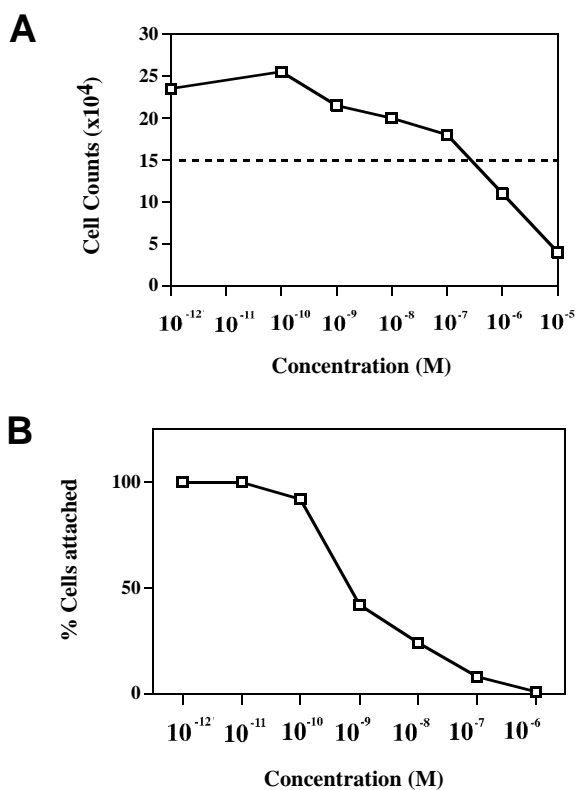 A
Cell Counts (x10⁴)
30
25
20
15
10
5
0
10⁻¹² 10⁻¹¹ 10⁻¹⁰ 10⁻⁹ 10⁻⁸ 10⁻⁷ 10⁻⁶ 10⁻⁵
Concentration (M)
B
% Cells attached
100
50
0
10⁻¹² 10⁻¹¹ 10⁻¹⁰ 10⁻⁹ 10⁻⁸ 10⁻⁷ 10⁻⁶
Concentration (M)